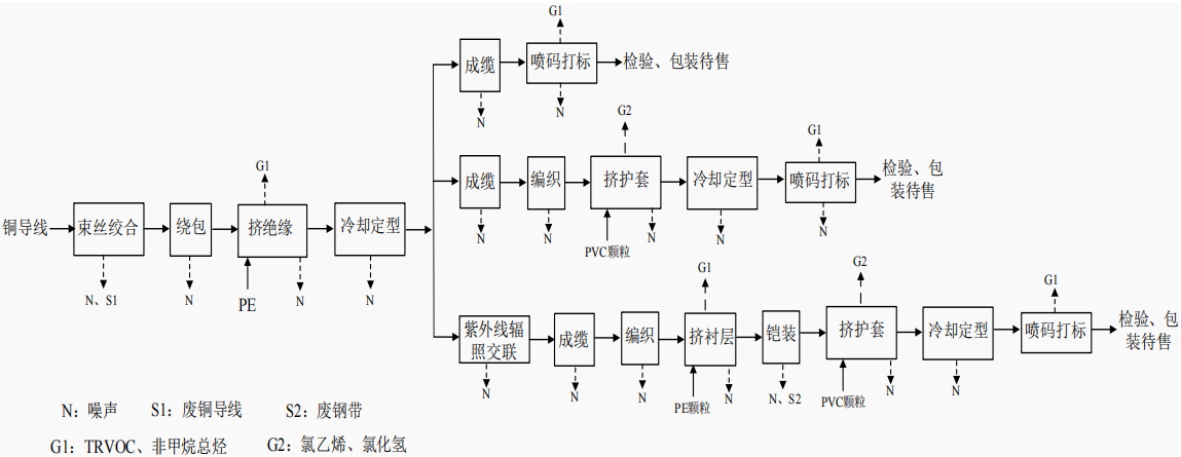 G1
成缆
喷码打标
检验、包装待售
N
N
G2
G1
成缆
编织
挤护套
冷却定型
喷码打标
检验、包
装待售
N
N
PVC颗粒
N
N
N
G1
铜导线
束丝绞合
绕包
挤绝缘
冷却定型
N、S1
N
PE
N
N
G1
G2
G1
紫外线辐
照交联
成缆
编织
挤衬层
铠装
挤护套
冷却定型
喷码打标
检验、包
装待售
N
N
N
PE颗粒
N
N、S2
PVC颗粒
N
N
N
N：噪声 S1：废铜导线 S2：废钢带
G1：TRVOC、非甲烷总烃 G2：氯乙烯、氯化氢